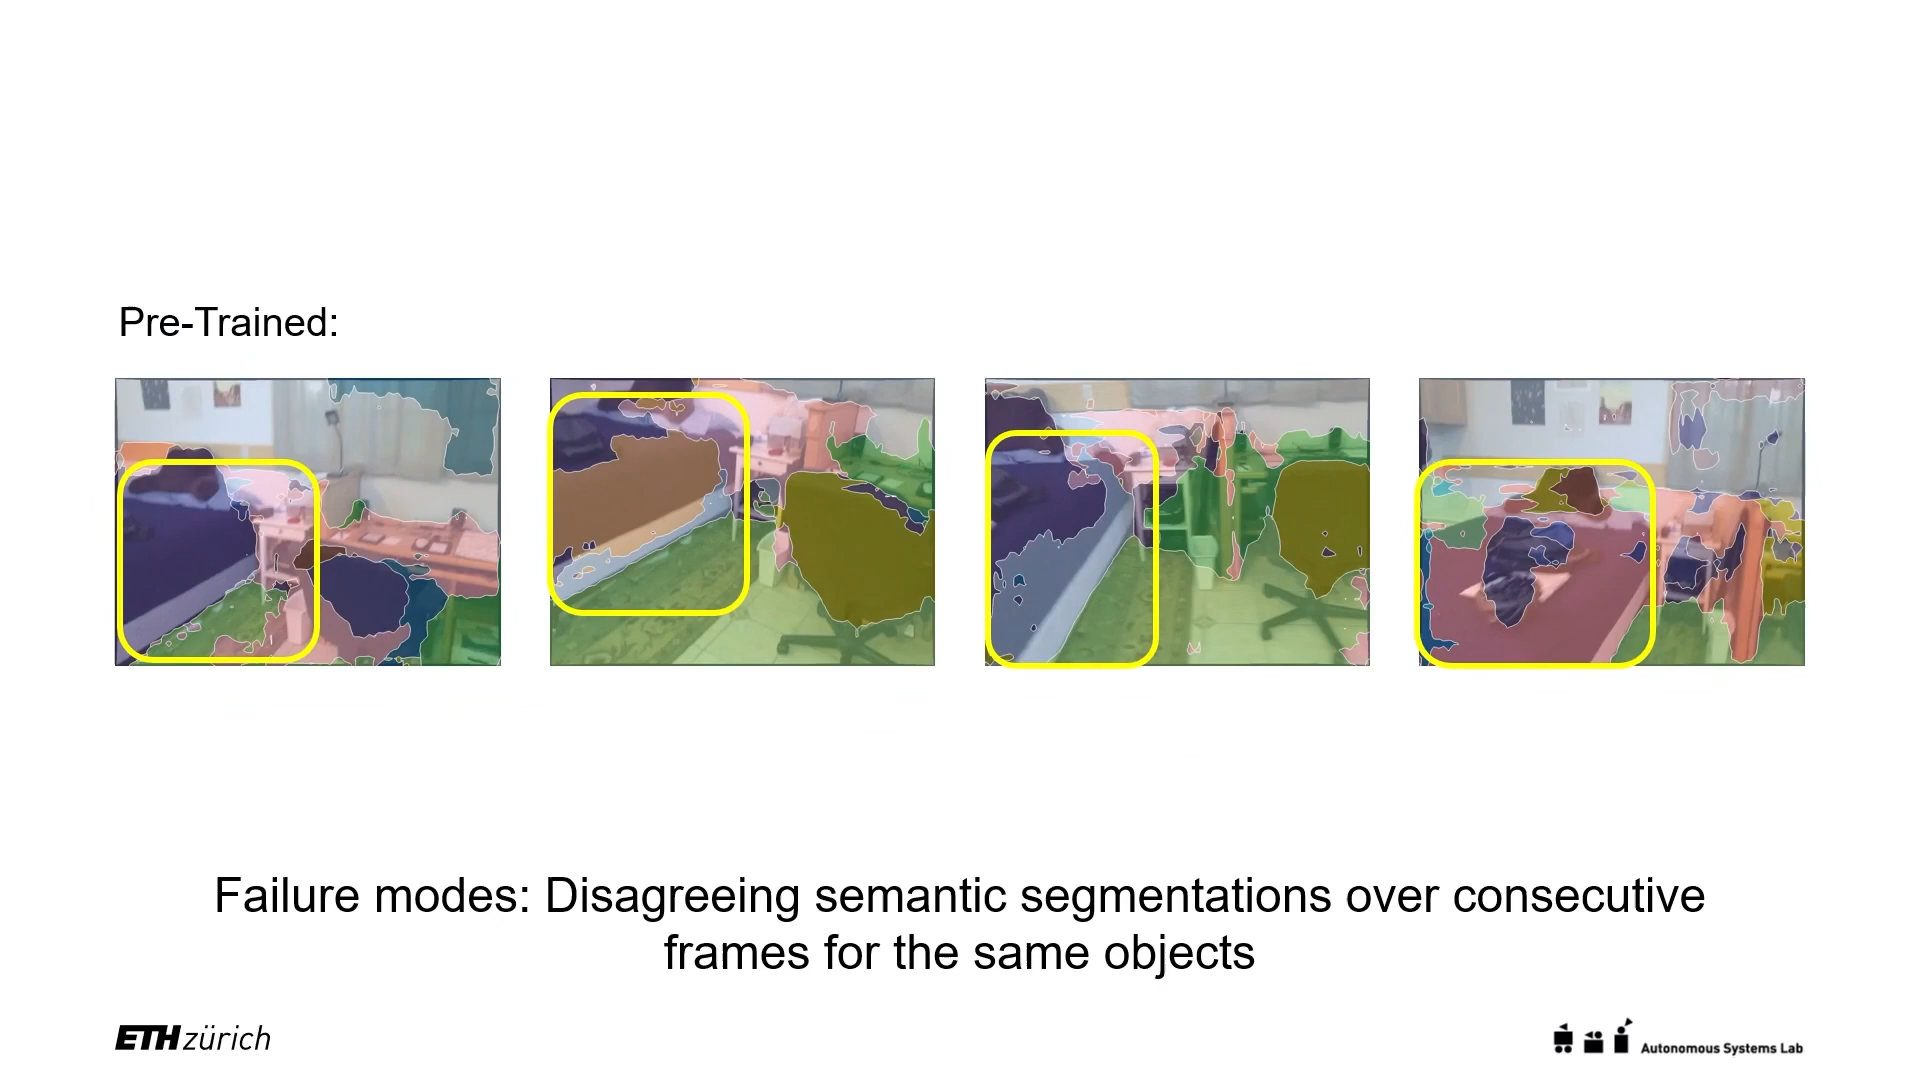 Pre-Trained:
Failure modes: Disagreeing semantic segmentations over consecutive
frames for the same objects
ETH zürich
Autonomous Systems Lab